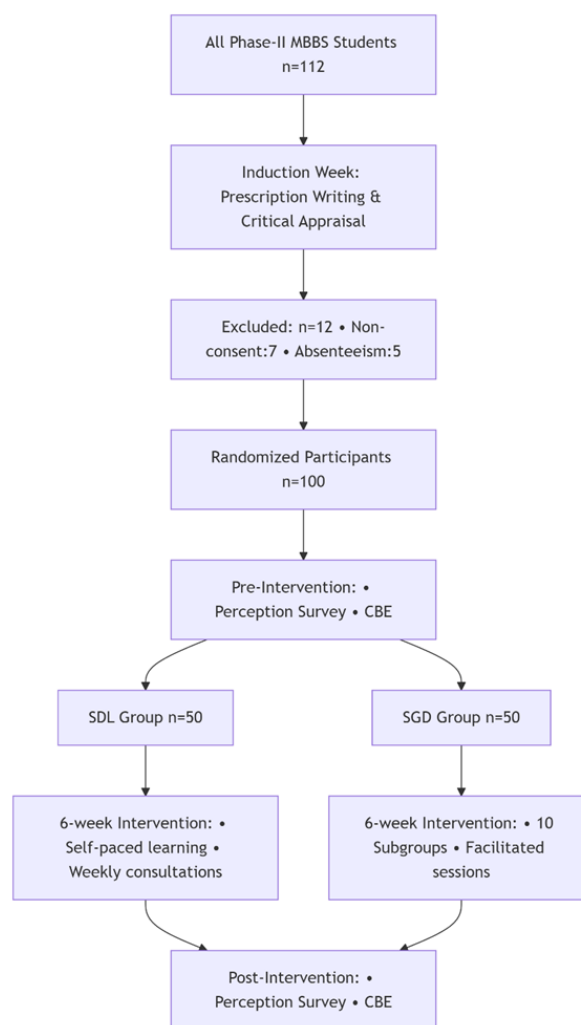 All Phase-II MBBS Students
n=112
Induction Week:
Prescription Writing &
Critical Appraisal
Excluded: n=12 • Non-
consent:7 • Absenteeism:5
Randomized Participants
n=100
Pre-Intervention: •
Perception Survey • CBE
SDL Group n=50
SGD Group n=50
6-week Intervention: •
Self-paced learning •
Weekly consultations
6-week Intervention: • 10
Subgroups • Facilitated
sessions
Post-Intervention: •
Perception Survey • CBE